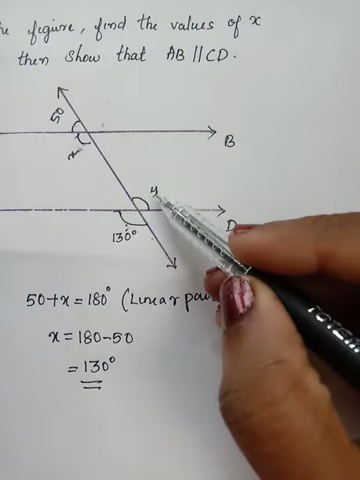 figure, find the values of x
then show that AB || CD.
50
x
B
y
D
130°
50+x = 180° (Linear pair
x = 180-50
= 130°